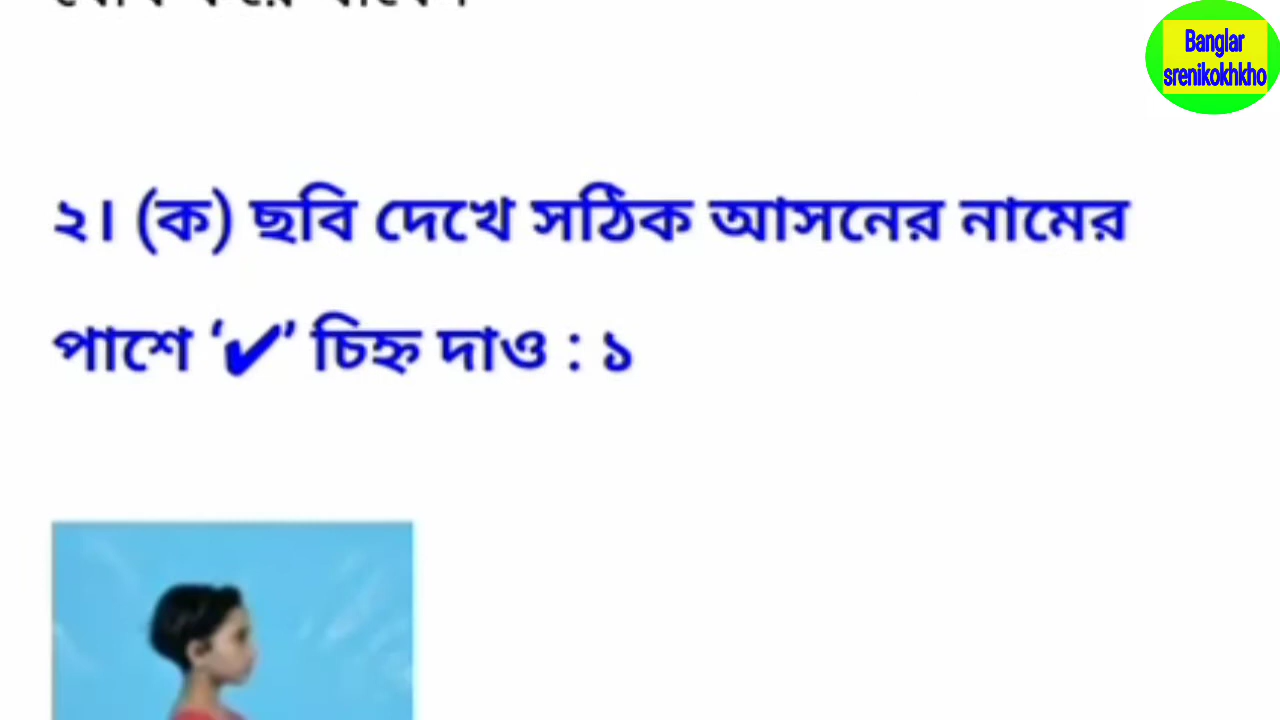 Banglar
srenikokhkho
২। (ক) ছবি দেখে সঠিক আসনের নামের
পাশে ‘✔’ চিহ্ন দাও : ১